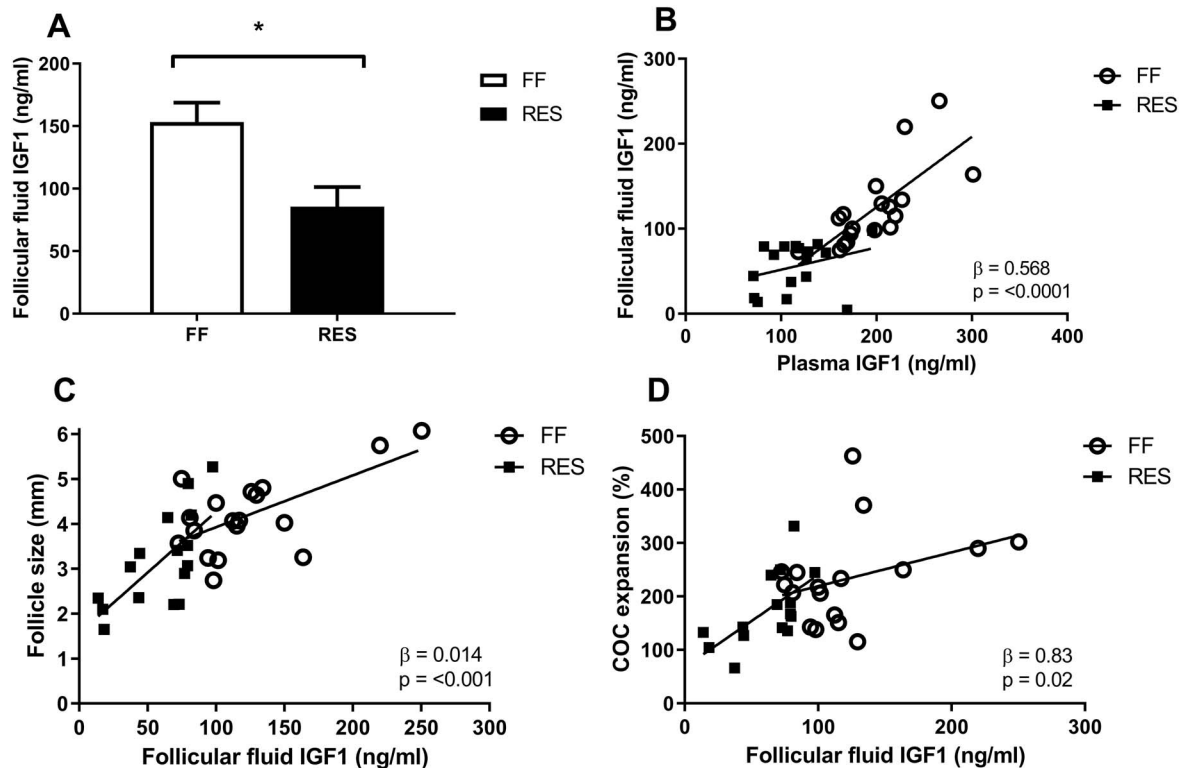 A
*
Follicular fluid IGF1 (ng/ml)
200
150
100
50
0
FF
RES
FF
RES
B
Follicular fluid IGF1 (ng/ml)
300
200
100
0
0
100
200
300
400
Plasma IGF1 (ng/ml)
FF
RES
β = 0.568
p = <0.0001
C
Follicle size (mm)
6
5
4
3
2
1
0
0
50
100
150
200
250
300
Follicular fluid IGF1 (ng/ml)
FF
RES
β = 0.014
p = <0.001
D
COC expansion (%)
500
400
300
200
100
0
0
100
200
300
Follicular fluid IGF1 (ng/ml)
FF
RES
β = 0.83
p = 0.02